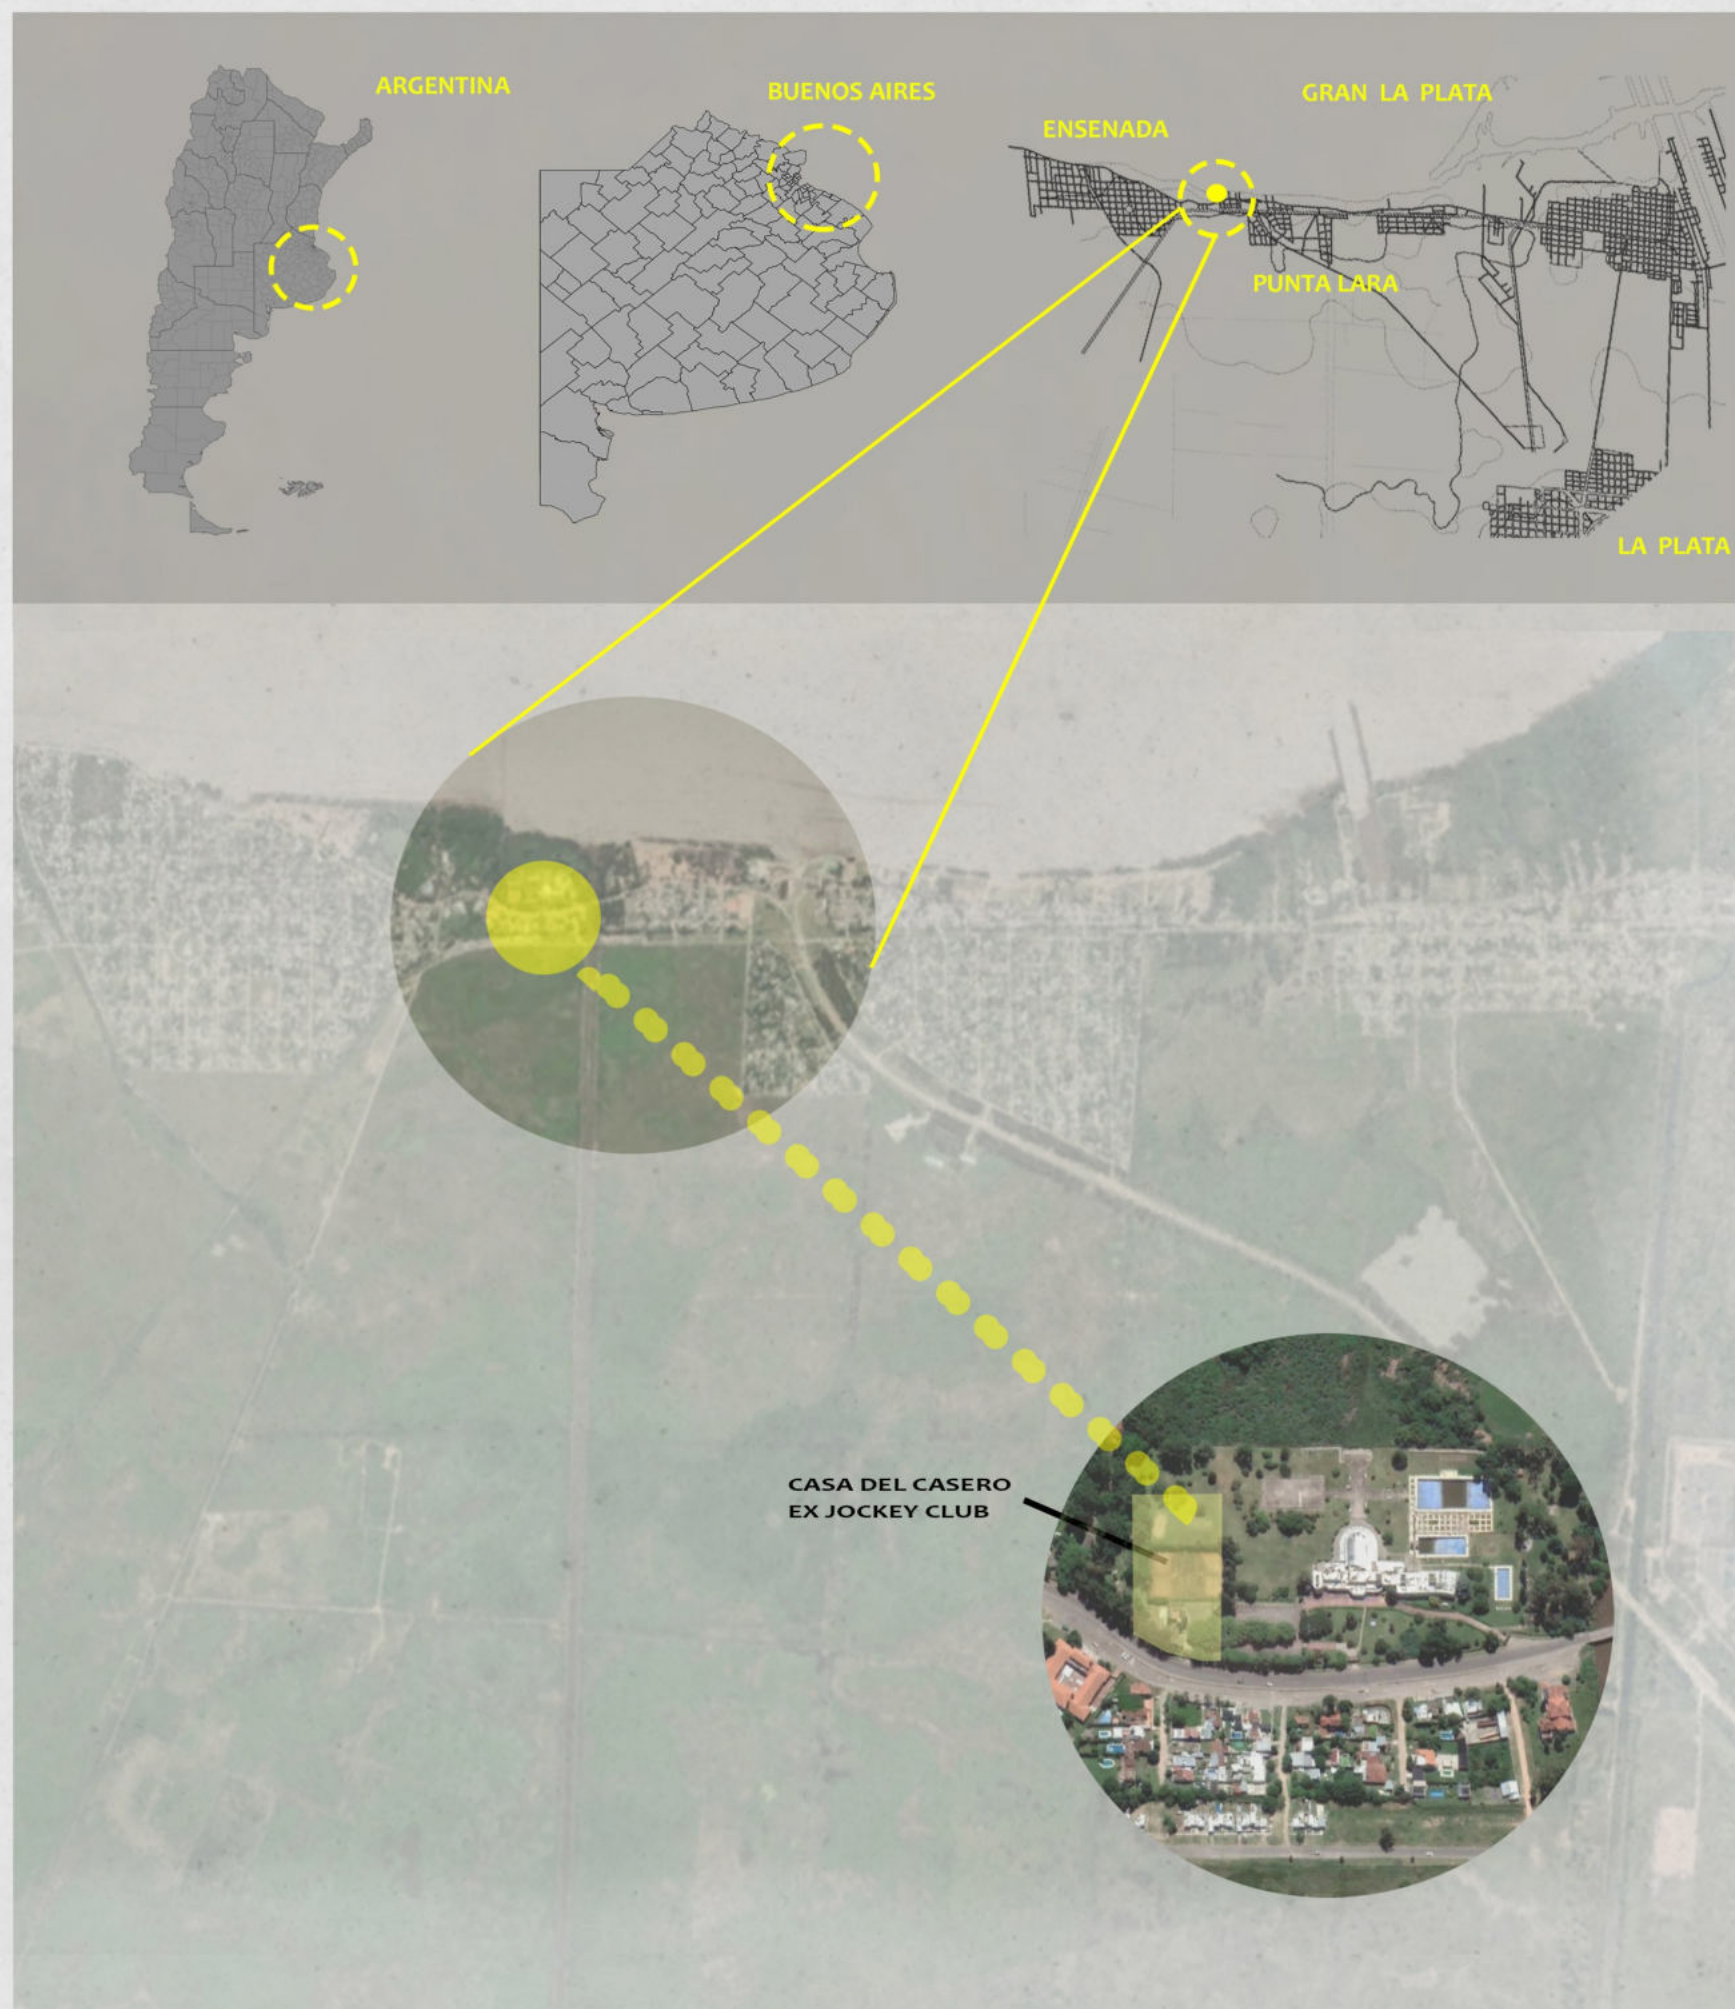 ARGENTINA
BUENOS AIRES
GRAN LA PLATA
ENSENADA
PUNTA LARA
LA PLATA
CASA DEL CASERO
EX JOCKEY CLUB